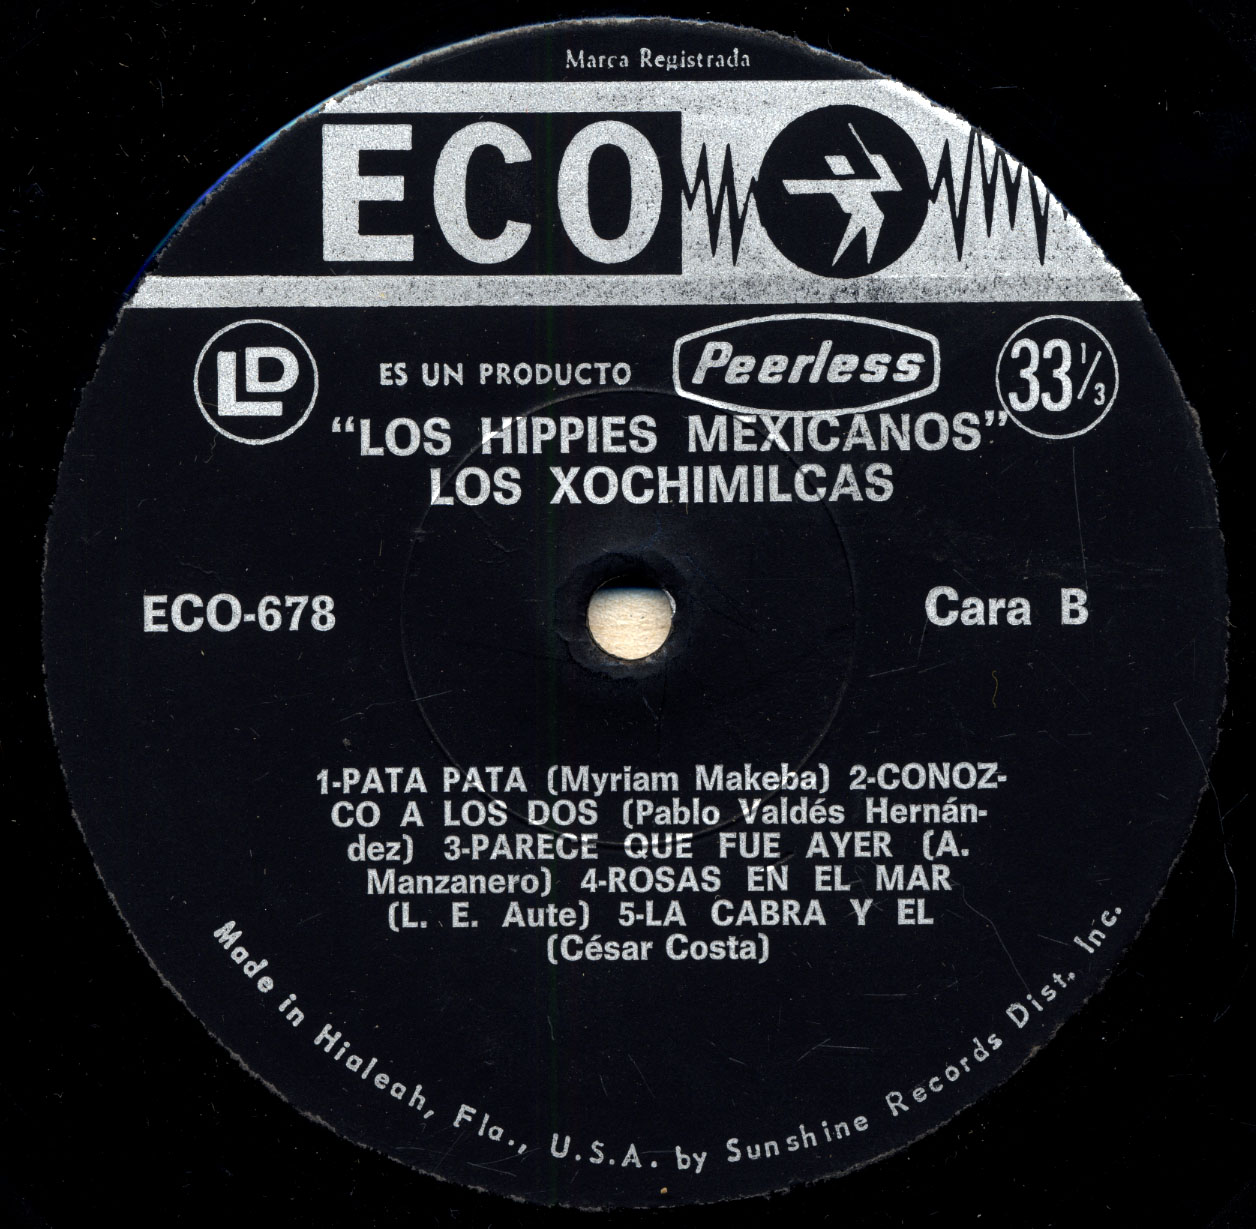 Marca Registrada
ECO
LD
ES UN PRODUCTO
Peerless
33 1/3
“LOS HIPPIES MEXICANOS”
LOS XOCHIMILCAS
ECO-678
Cara B
1-PATA PATA (Myriam Makeba) 2-CONOZ-
CO A LOS DOS (Pablo Valdés Hernán-
dez) 3-PARECE QUE FUE AYER (A.
Manzanero) 4-ROSAS EN EL MAR
(L. E. Aute) 5-LA CABRA Y EL
(César Costa)
Made in Hialeah, Fla., U.S.A. by Sunshine Records Dist. Inc.